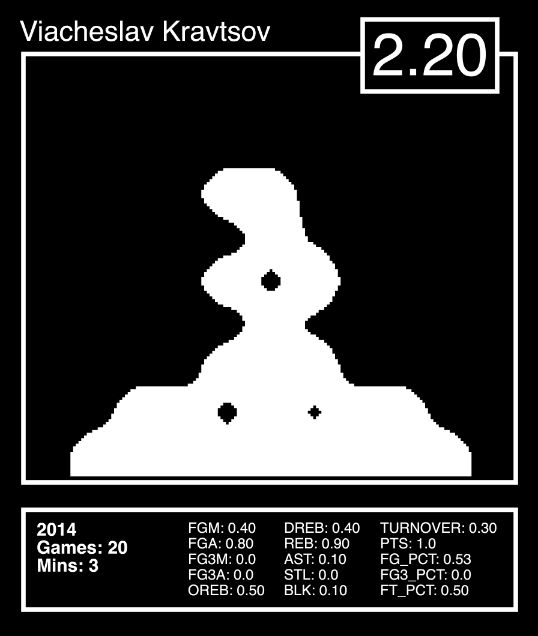 Viacheslav Kravtsov
2.20
2014
Games: 20
Mins: 3
FGM: 0.40
FGA: 0.80
FG3M: 0.0
FG3A: 0.0
OREB: 0.50
DREB: 0.40
REB: 0.90
AST: 0.10
STL: 0.0
BLK: 0.10
TURNOVER: 0.30
PTS: 1.0
FG_PCT: 0.53
FG3_PCT: 0.0
FT_PCT: 0.50